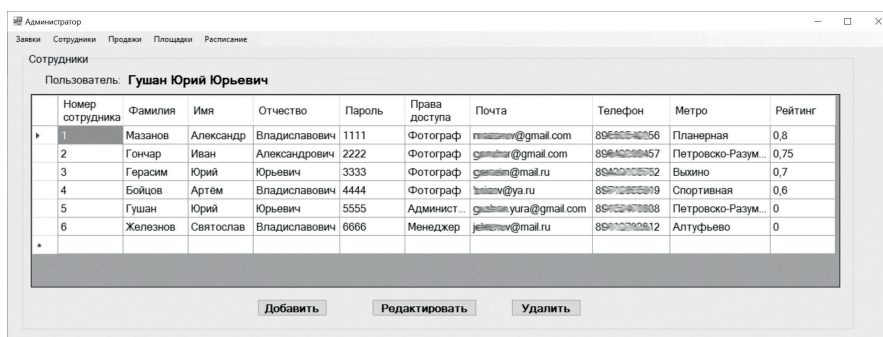 Администратор
Заявки Сотрудники Продажи Площадки Расписание
Сотрудники
Пользователь: Гушан Юрий Юрьевич
Номер сотрудника Фамилия Имя Отчество Пароль Права доступа Почта Телефон Метро Рейтинг
1 Мазанов Александр Владиславович 1111 Фотограф @gmail.com Планерная 0,8
2 Гончар Иван Александрович 2222 Фотограф @gmail.com Петровско-Разум... 0,75
3 Герасим Юрий Юрьевич 3333 Фотограф @mail.ru Выхино 0,7
4 Бойцов Артём Владиславович 4444 Фотограф @ya.ru Спортивная 0,6
5 Гушан Юрий Юрьевич 5555 Админист... yura@gmail.com Петровско-Разум... 0
6 Железнов Святослав Владиславович 6666 Менеджер @mail.ru Алтуфьево 0
Добавить Редактировать Удалить